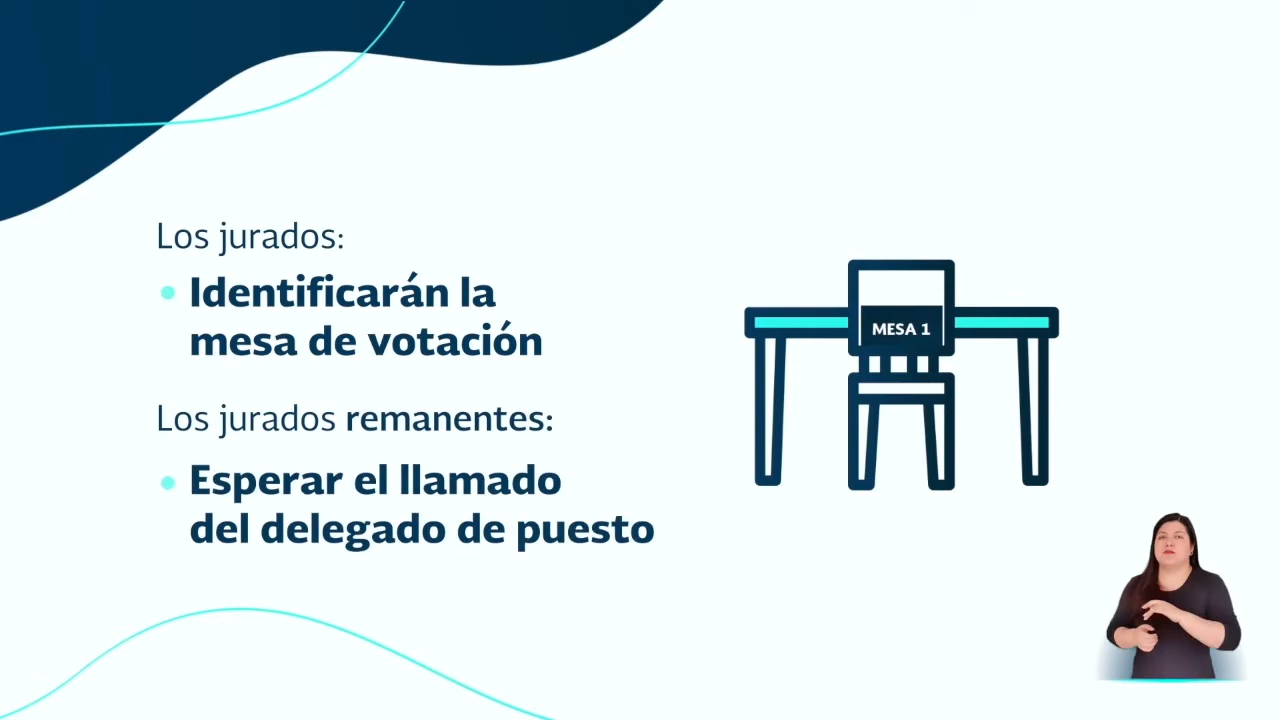 Los jurados:
Identificarán la
mesa de votación
Los jurados remanentes:
Esperar el llamado
del delegado de puesto
MESA 1